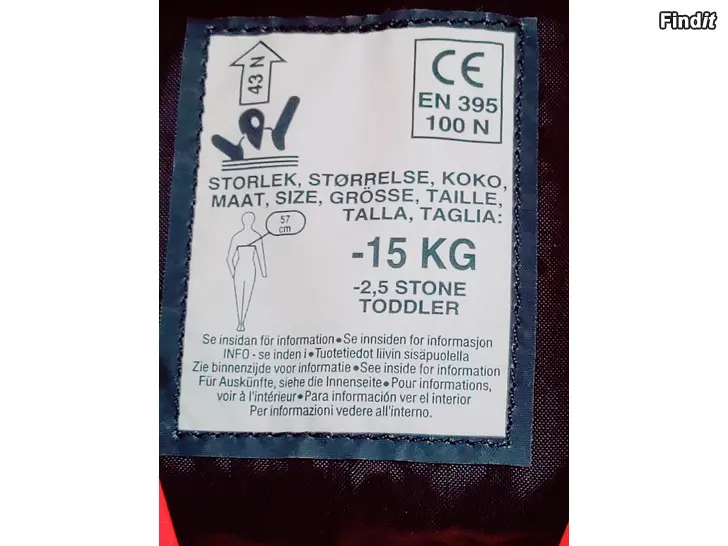 Findit
43 N
CE
EN 395
100 N
STORLEK, STØRRELSE, KOKO,
MAAT, SIZE, GRÖSSE, TAILLE,
TALLA, TAGLIA:
57
cm
-15 KG
-2,5 STONE
TODDLER
Se insidan för information • Se innsiden for informasjon
INFO - se inden i • Tuotetiedot liivin sisäpuolella
Zie binnenzijde voor informatie • See inside for information
Für Auskünfte, siehe die Innenseite • Pour informations,
voir à l'intérieur • Para información ver el interior
Per informazioni vedere all'interno.